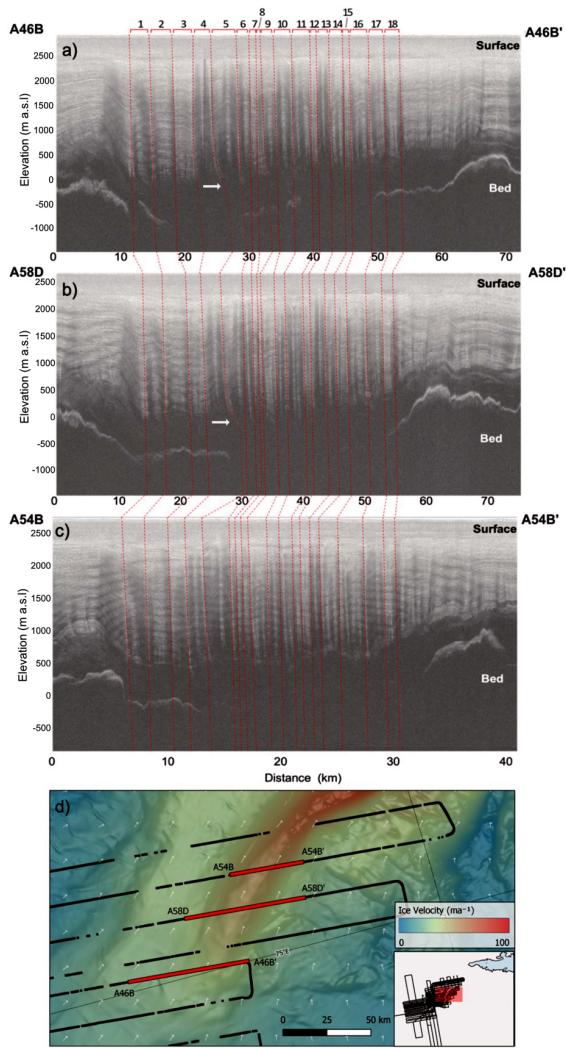 8 15
A46B 1 2 3 4 5 6 7 9 10 11 12 13 14 16 17 18 A46B'
a) Surface
2500
2000
1500
1000
500
0
-500
-1000
Elevation (m a.s.l)
Bed
0 10 20 30 40 50 60 70
A58D A58D'
b) Surface
2500
2000
1500
1000
500
0
-500
-1000
Elevation (m a.s.l)
Bed
0 10 20 30 40 50 60 70
A54B A54B'
c) Surface
2500
2000
1500
1000
500
0
-500
Elevation (m a.s.l)
Bed
0 10 20 30 40
Distance (km)
d)
A54B A54B'
A58D A58D'
75°E
A46B A46B'
Ice Velocity (ma⁻¹)
0 100
0 25 50 km